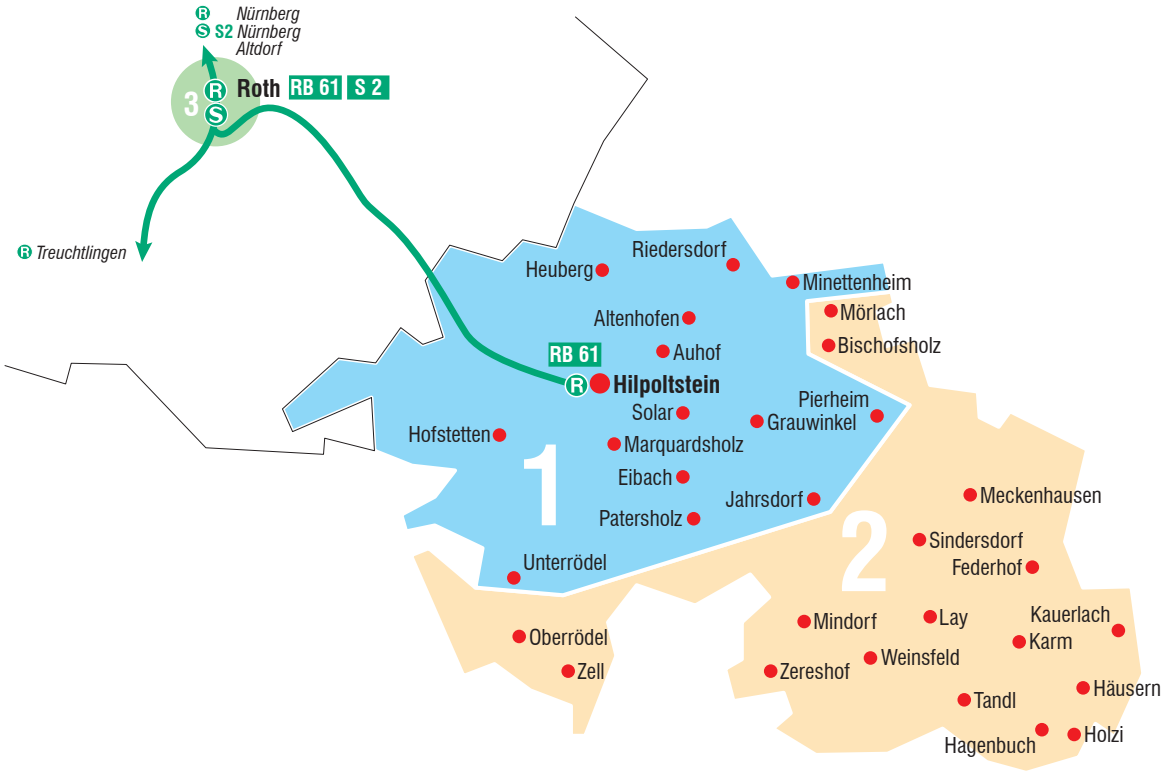 R Nürnberg
S S2 Nürnberg
Altdorf
R
Roth RB 61 S 2
3
S
R Treuchtlingen
Riedersdorf
Heuberg
Minettenheim
Mörlach
Altenhofen
Bischofsholz
Auhof
RB 61
R Hilpoltstein
Pierheim
Solar
Grauwinkel
Hofstetten
Marquardsholz
1
Eibach
Jahrsdorf
Meckenhausen
Patersholz
2
Sindersdorf
Unterrödel
Federhof
Kauerlach
Mindorf
Lay
Oberrödel
Karm
Weinsfeld
Zell
Zereshof
Häusern
Tandl
Holzi
Hagenbuch